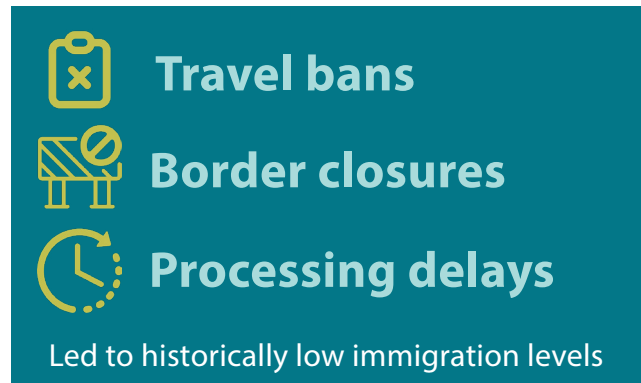 Travel bans
Border closures
Processing delays
Led to historically low immigration levels